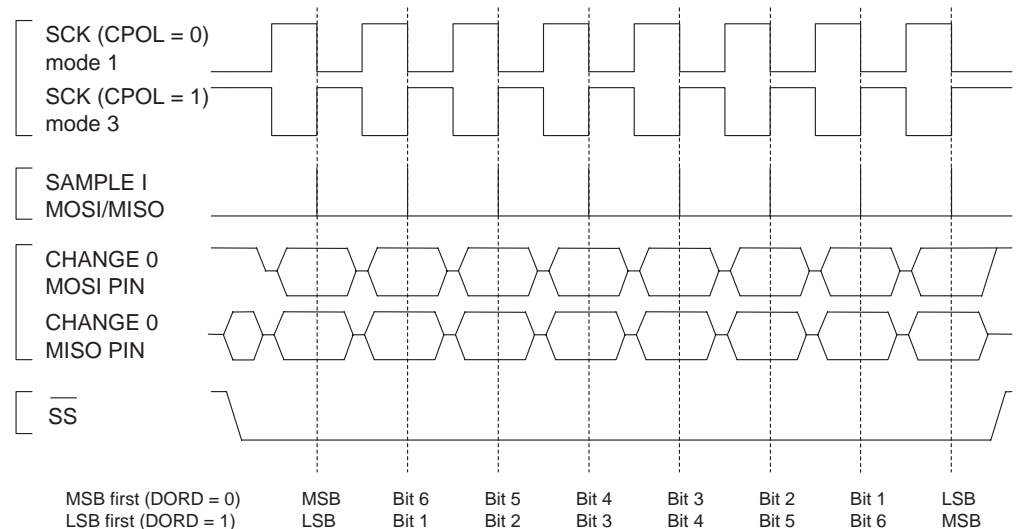 SCK (CPOL = 0)
mode 1
SCK (CPOL = 1)
mode 3
SAMPLE I
MOSI/MISO
CHANGE 0
MOSI PIN
CHANGE 0
MISO PIN
SS
MSB first (DORD = 0) MSB Bit 6 Bit 5 Bit 4 Bit 3 Bit 2 Bit 1 LSB
LSB first (DORD = 1) LSB Bit 1 Bit 2 Bit 3 Bit 4 Bit 5 Bit 6 MSB